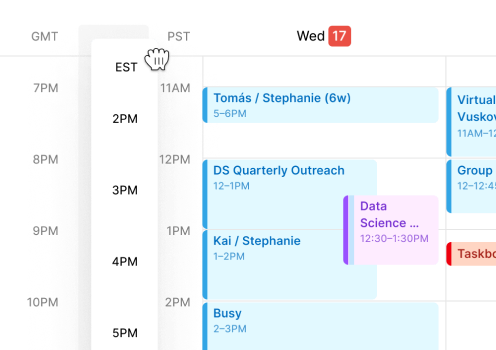 GMT
EST
PST
Wed 17
7PM
8PM
9PM
10PM
2PM
3PM
4PM
5PM
11AM
12PM
1PM
2PM
Tomás / Stephanie (6w)
5–6PM
DS Quarterly Outreach
12–1PM
Data
Science ...
12:30–1:30PM
Kai / Stephanie
1–2PM
Busy
2–3PM
Virtual
Vuskov
11AM–12
Group
12–12:45
Taskbo